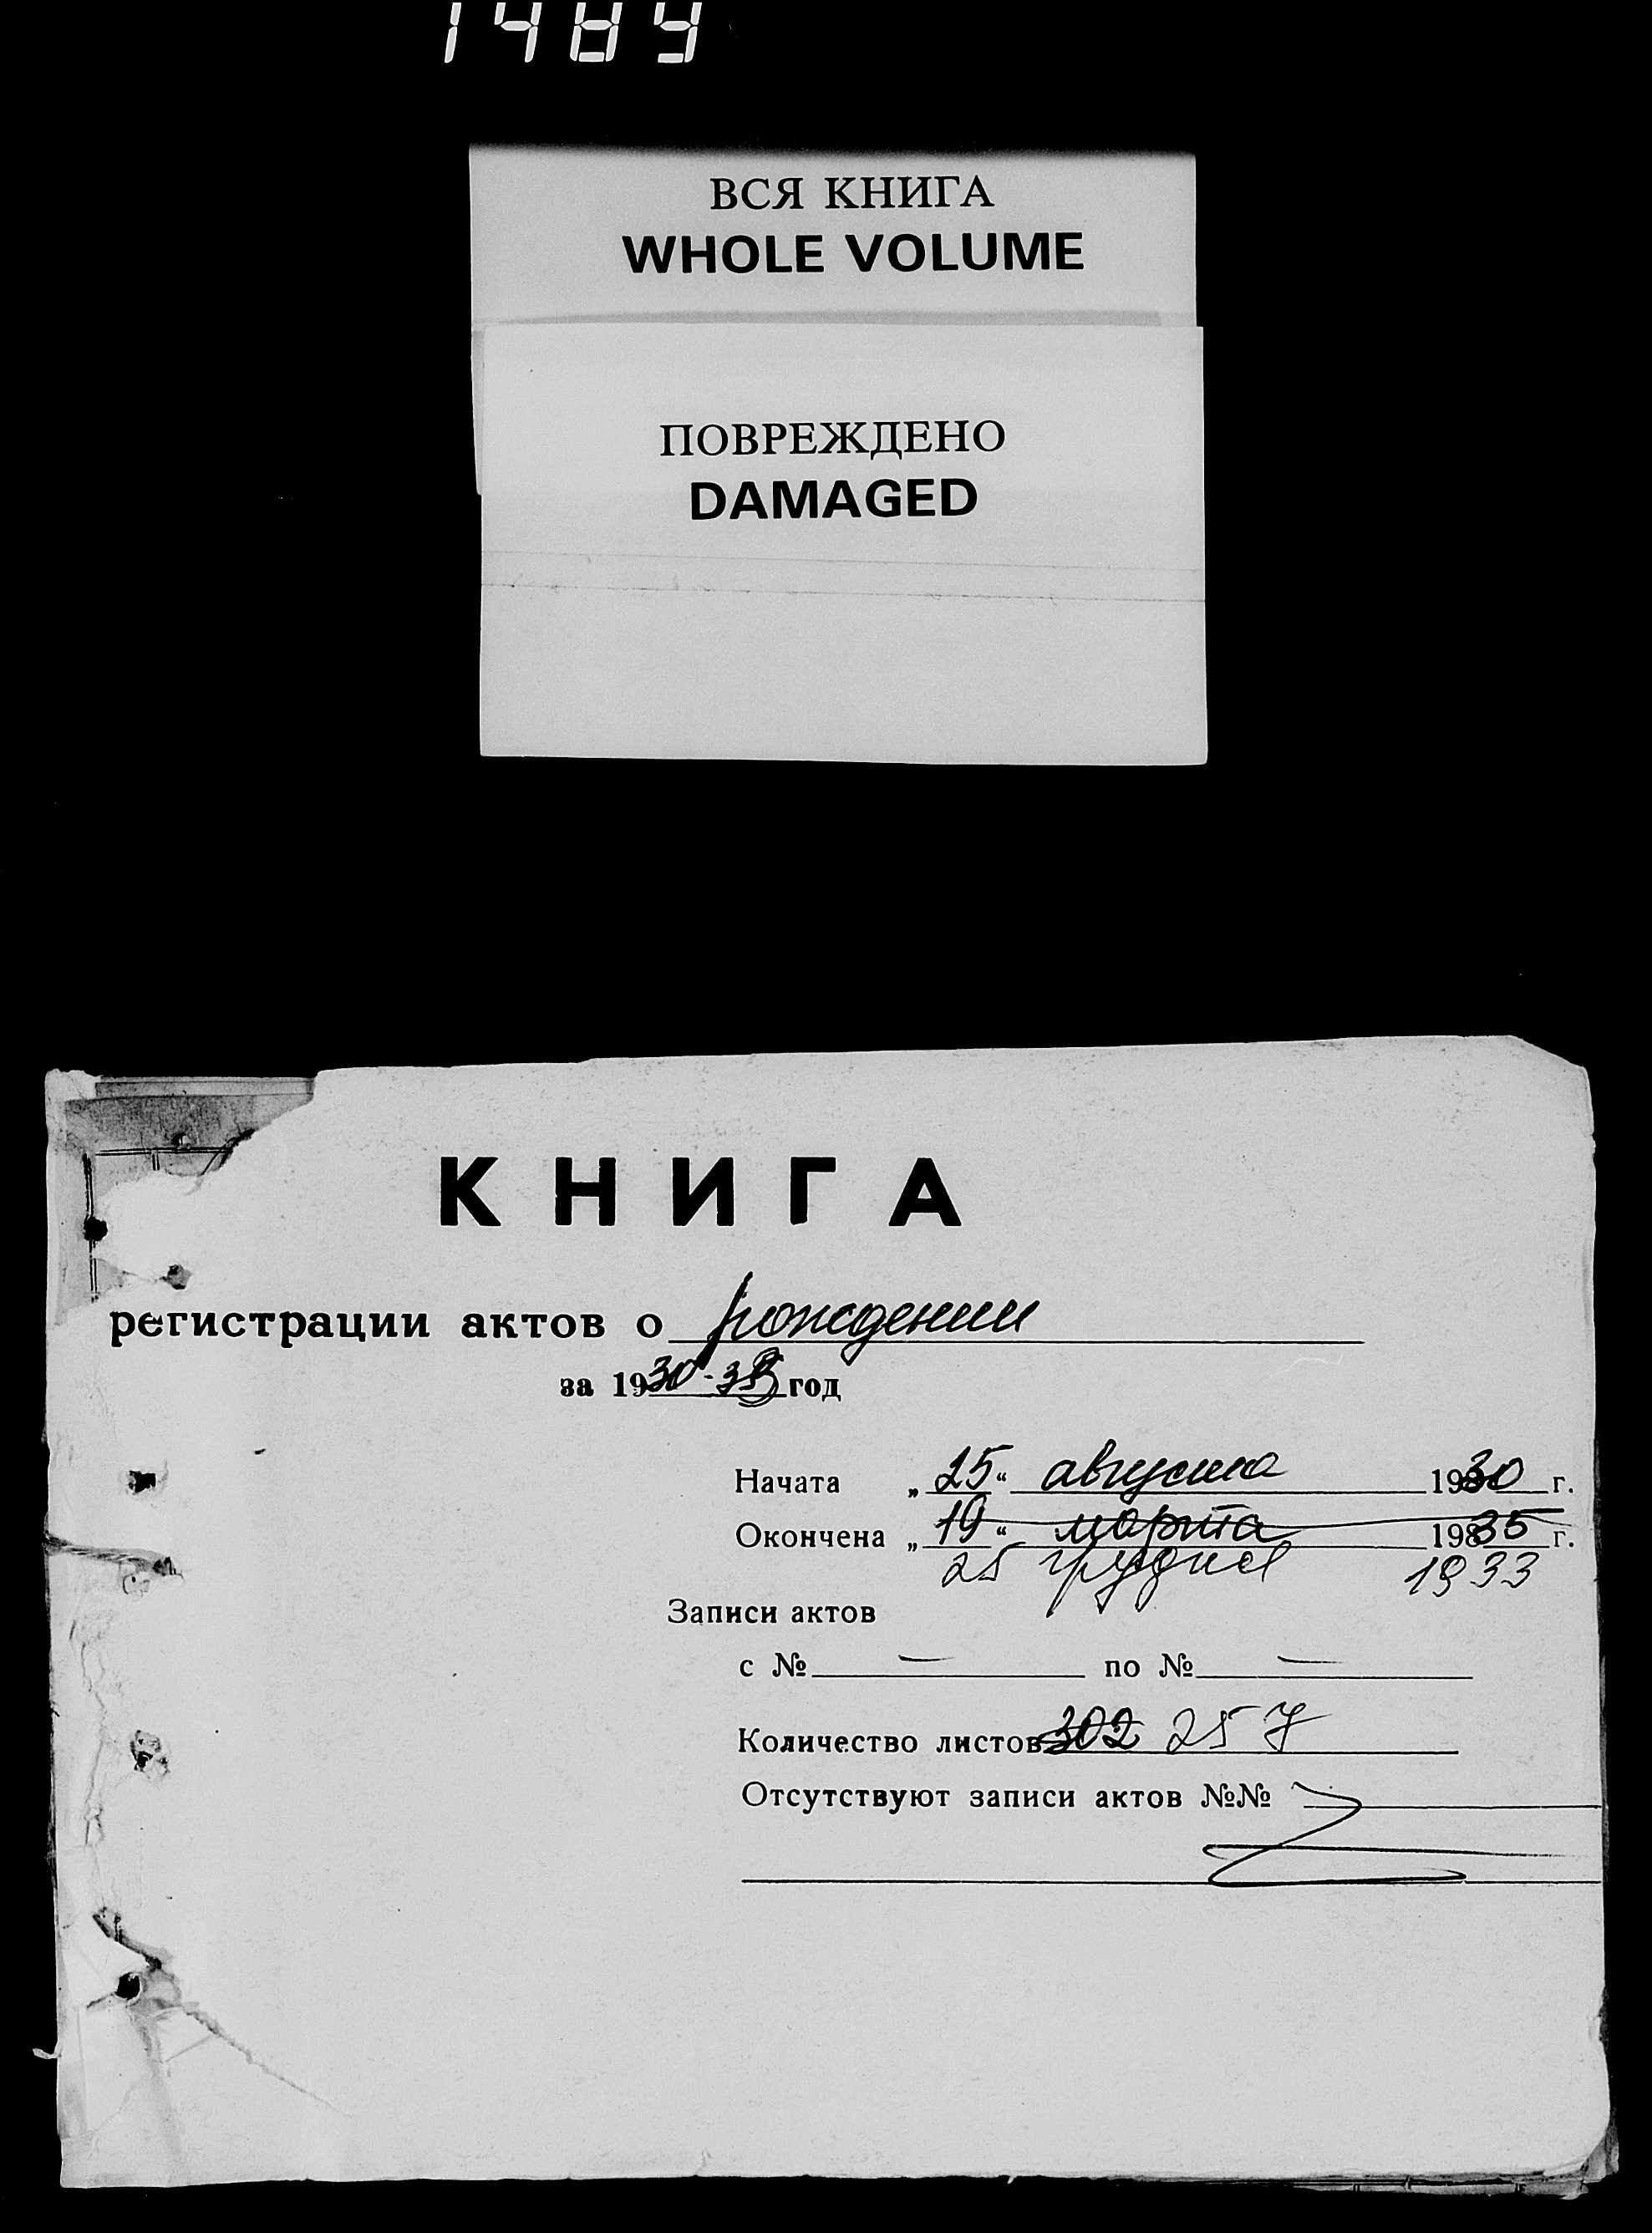 1489
ВСЯ КНИГА
WHOLE VOLUME
ПОВРЕЖДЕНО
DAMAGED
КНИГА
регистрации актов о рождении
за 1930-33 год
Начата „25“ августа 1930 г.
Окончена „19“ марта 1935 г.
25 грудня 1933
Записи актов
с № — по № —
Количество листов 302 257
Отсутствуют записи актов №№